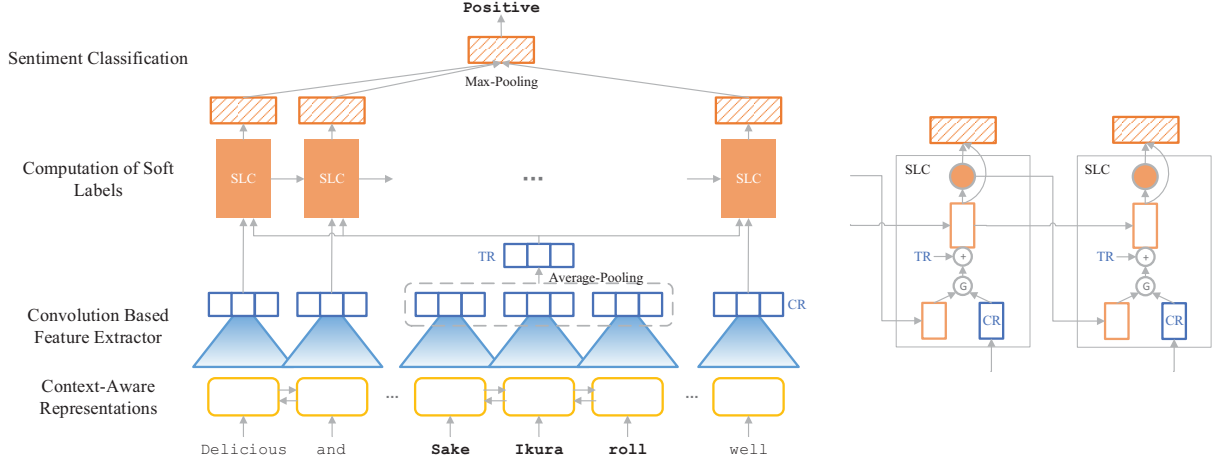 Positive
Sentiment Classification
Max-Pooling
Computation of Soft
Labels
SLC
SLC
...
SLC
TR
Average-Pooling
Convolution Based
Feature Extractor
CR
Context-Aware
Representations
...
...
Delicious and Sake Ikura roll well
SLC
TR
+
G
CR
SLC
TR
+
G
CR